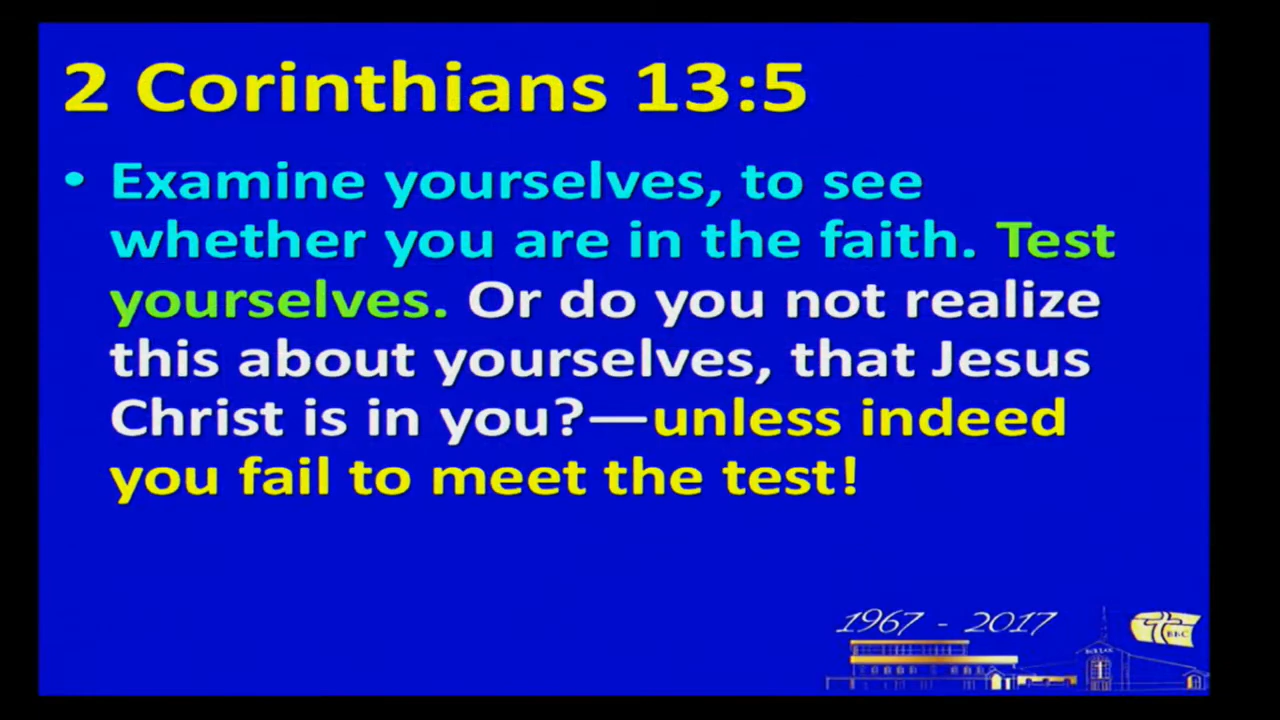 2 Corinthians 13:5
• Examine yourselves, to see
whether you are in the faith. Test
yourselves. Or do you not realize
this about yourselves, that Jesus
Christ is in you?—unless indeed
you fail to meet the test!
1967 - 2017
BBC